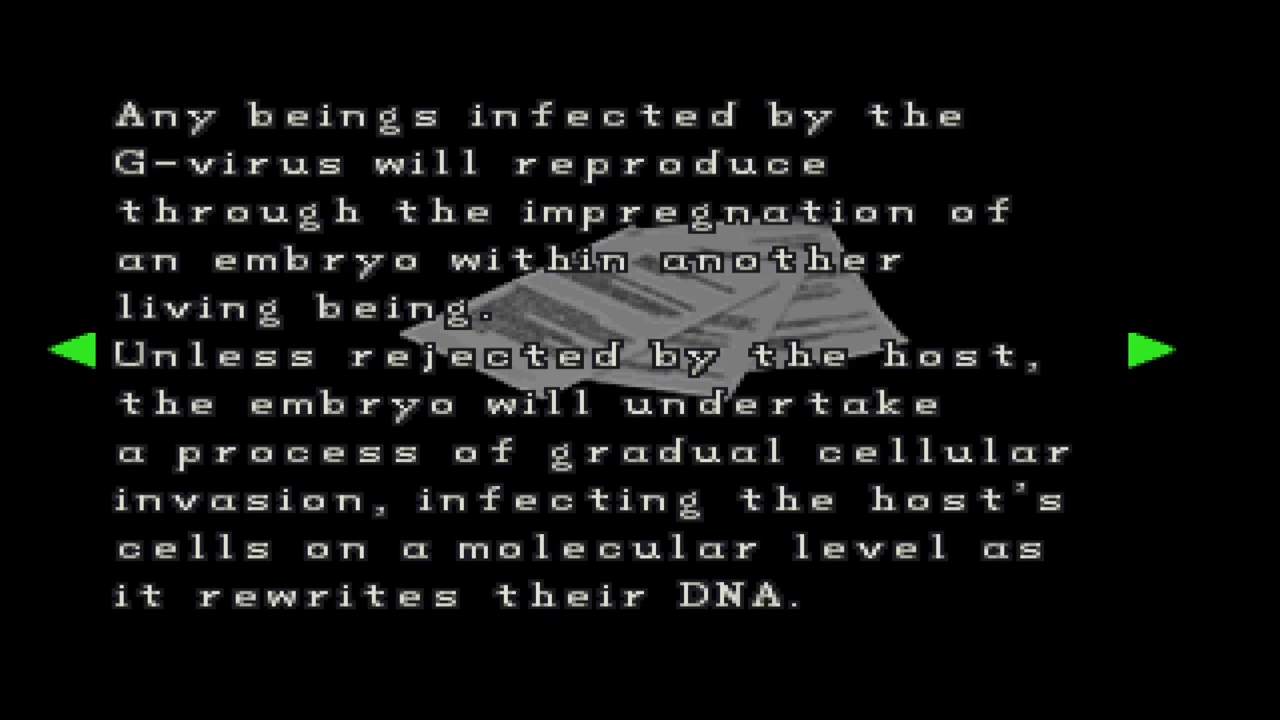 Any beings infected by the
G-virus will reproduce
through the impregnation of
an embryo within another
living being.
Unless rejected by the host,
the embryo will undertake
a process of gradual cellular
invasion, infecting the host's
cells on a molecular level as
it rewrites their DNA.